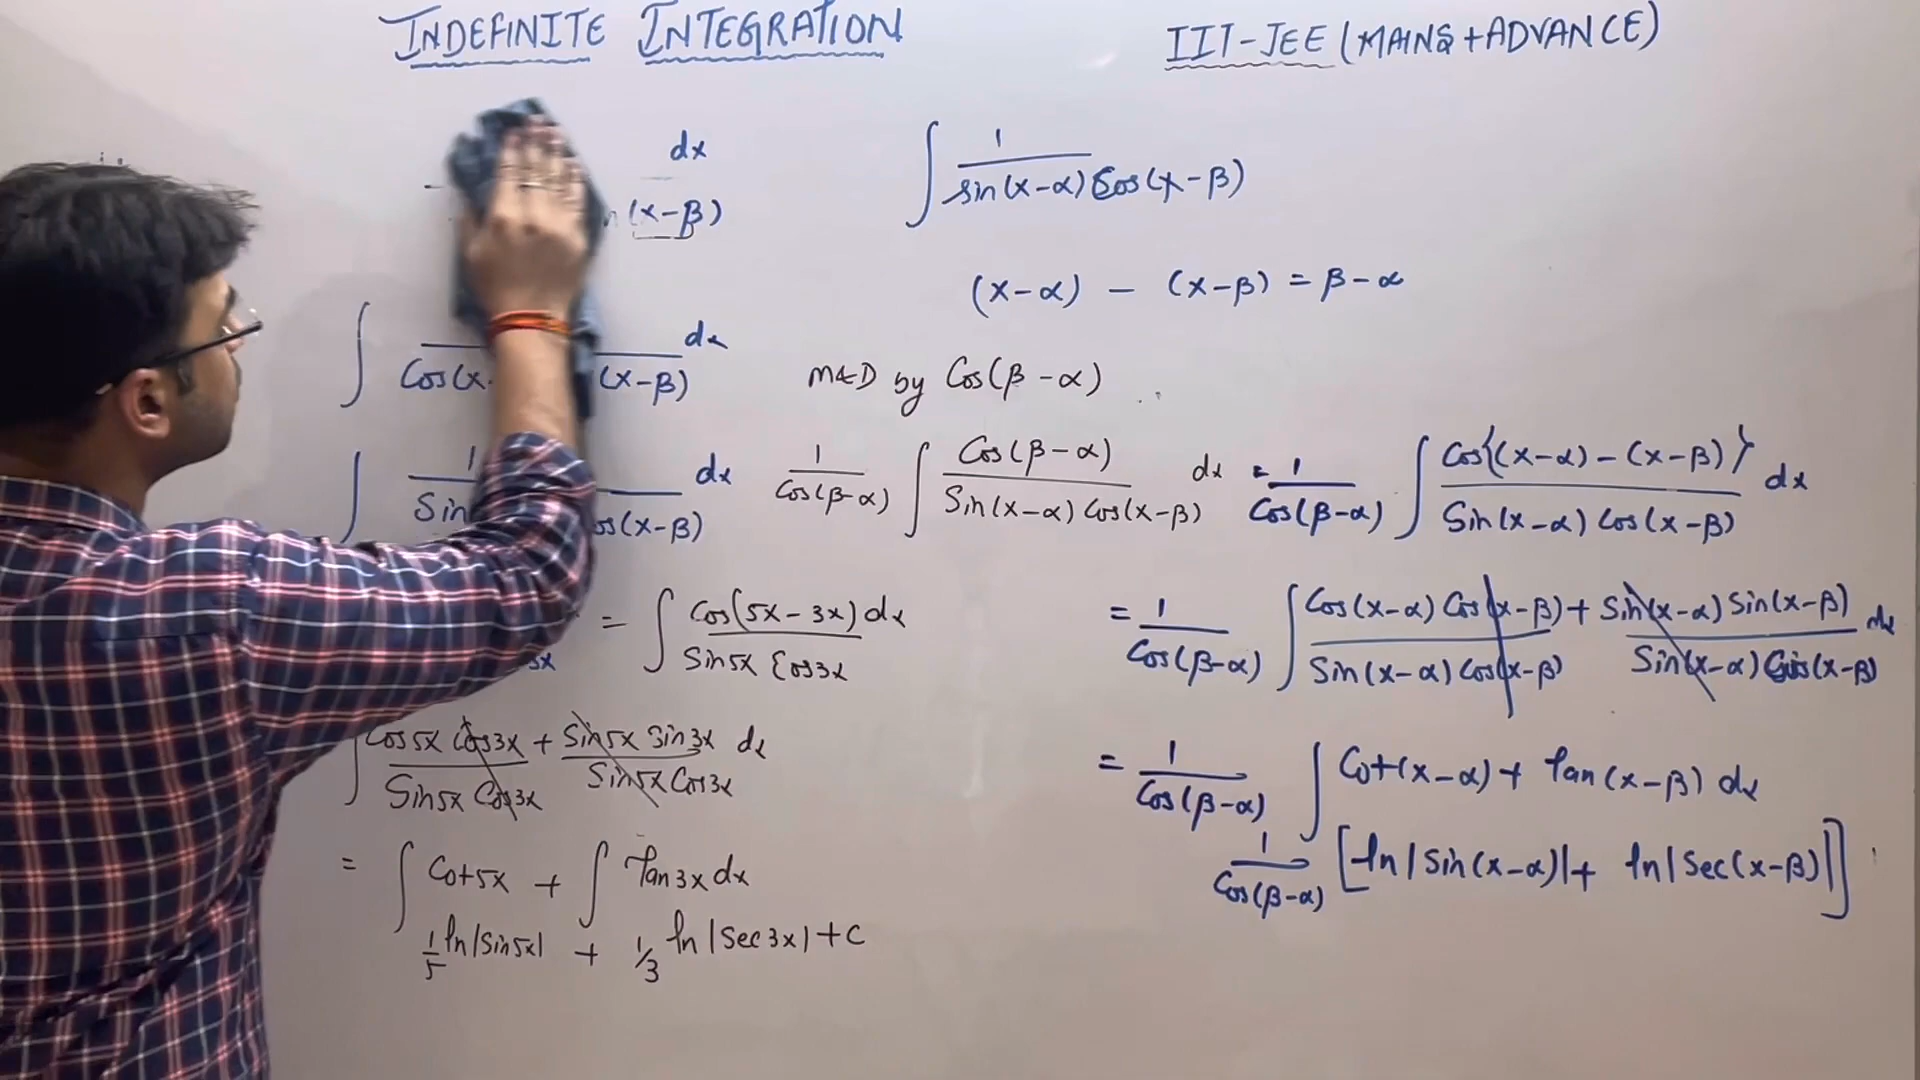 INDEFINITE INTEGRATION
IIT-JEE (MAINS+ADVANCE)
dx
(x-β)
∫ 1 / sin(x-α) Cos(x-β)
(x-α) - (x-β) = β-α
∫ dx
Cos(x (x-β)
M&D by Cos(β-α)
∫ 1 / Sin os(x-β) dx
1/Cos(β-α) ∫ Cos(β-α) / Sin(x-α) Cos(x-β) dx = 1/Cos(β-α) ∫ Cos{(x-α)-(x-β)} / Sin(x-α) Cos(x-β) dx
= ∫ Cos(5x-3x) dx / Sin5x Cos3x
3x
= 1/Cos(β-α) ∫ Cos(x-α) Cos(x-β) / Sin(x-α) Cos(x-β) + Sin(x-α) Sin(x-β) / Sin(x-α) Cos(x-β) dx
∫ Cos5x Cos3x / Sin5x Cos3x + Sin5x Sin3x / Sin5x Cos3x dx
= 1/Cos(β-α) ∫ Cot(x-α) + Tan(x-β) dx
= ∫ Cot5x + ∫ Tan3x dx
1/Cos(β-α) [ln|Sin(x-α)| + ln|Sec(x-β)|]
1/5 ln|Sin5x| + 1/3 ln|Sec3x| + C